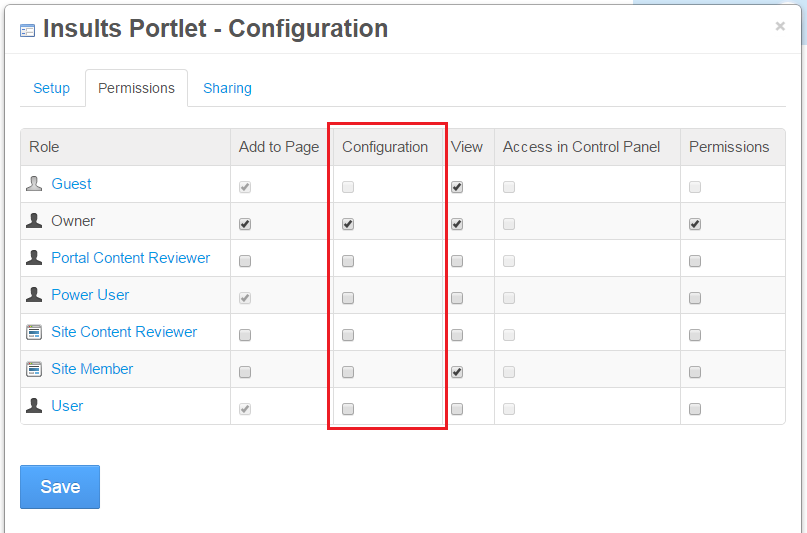 Insults Portlet - Configuration ×
Setup Permissions Sharing
Role Add to Page Configuration View Access in Control Panel Permissions
Guest
Owner
Portal Content Reviewer
Power User
Site Content Reviewer
Site Member
User
Save